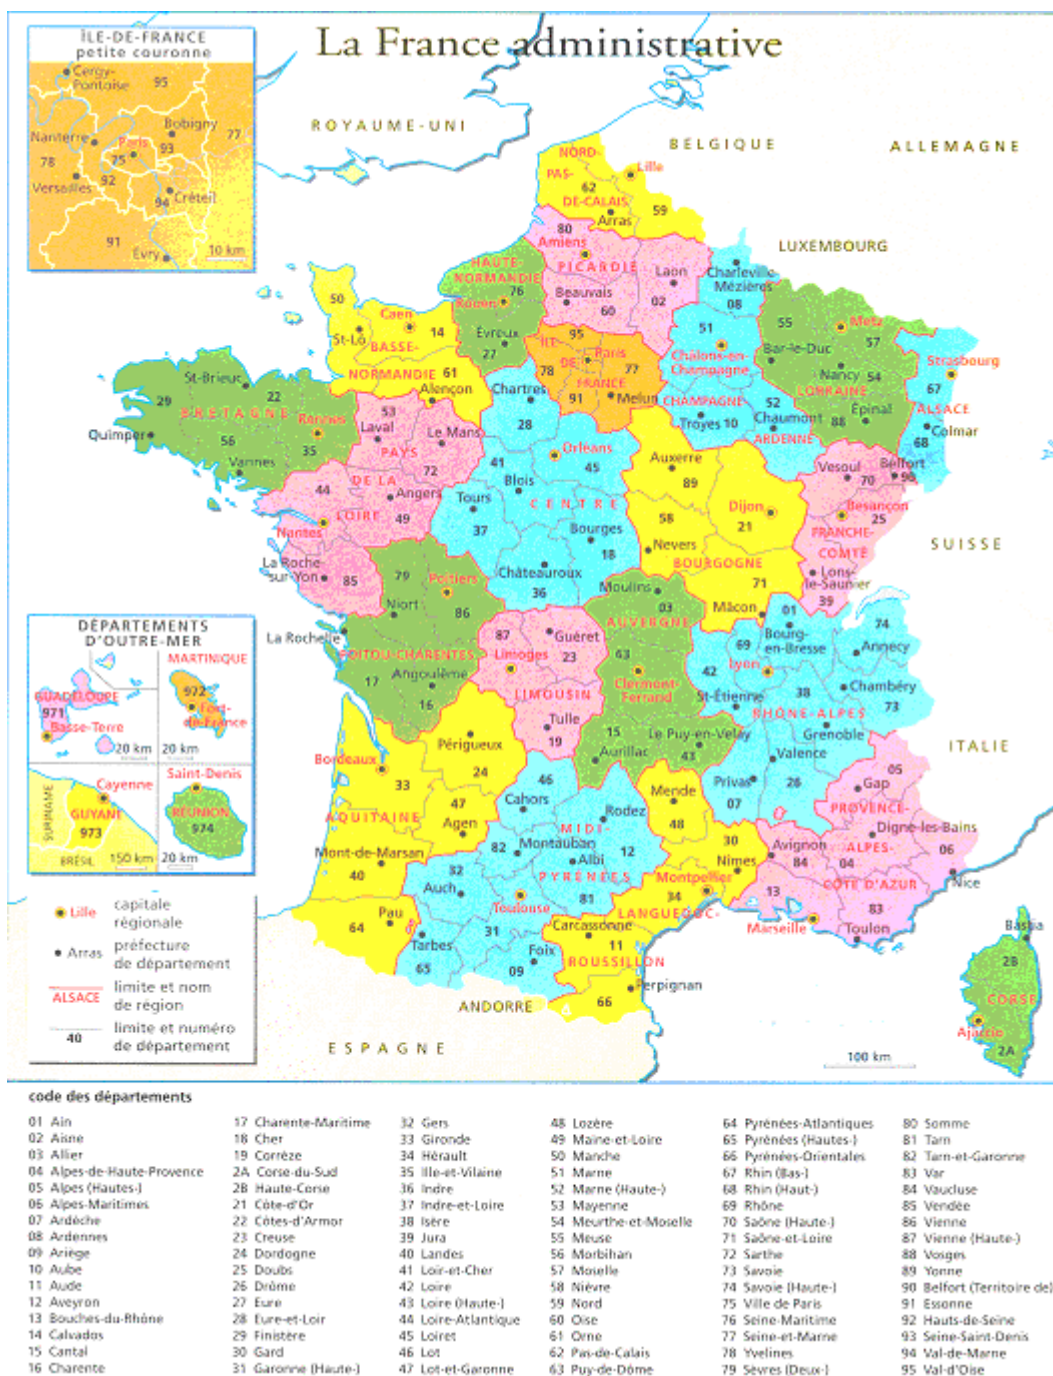 La France administrative
ÎLE-DE-FRANCE
petite couronne
Cergy-
Pontoise
95
Nanterre
Bobigny
77
Paris
93
78
75
92
Versailles
94
Créteil
91
Évry
10 km
ROYAUME-UNI
BELGIQUE
ALLEMAGNE
LUXEMBOURG
SUISSE
ITALIE
ANDORRE
ESPAGNE
NORD-
PAS-
DE-CALAIS
Lille
62
59
Arras
80
Amiens
PICARDIE
Laon
Beauvais
60
02
HAUTE-
NORMANDIE
76
Rouen
Évreux
27
50
Caen
14
St-Lô
BASSE-
NORMANDIE
61
Alençon
Charleville-
Mézières
08
51
Châlons-en-
Champagne
CHAMPAGNE
52
Troyes
10
Chaumont
ARDENNE
55
Metz
57
Bar-le-Duc
Nancy
54
LORRAINE
Épinal
88
Strasbourg
67
ALSACE
Colmar
68
95
ÎLE-
DE-
Paris
78
77
FRANCE
91
Melun
St-Brieuc
29
22
BRETAGNE
Rennes
Quimper
56
35
Vannes
53
Laval
Le Mans
PAYS
72
DE LA
44
Angers
LOIRE
49
Nantes
La Roche-
sur-Yon
85
Chartres
28
Orléans
41
45
Blois
Tours
CENTRE
37
Bourges
18
Châteauroux
36
Auxerre
89
Dijon
58
21
Nevers
BOURGOGNE
71
Mâcon
Vesoul
70
Belfort
90
Besançon
25
FRANCHE-
COMTÉ
Lons-
le-Saunier
39
79
Poitiers
Niort
86
La Rochelle
POITOU-CHARENTES
17
Angoulême
16
87
Guéret
Limoges
23
LIMOUSIN
Tulle
19
Moulins
03
AUVERGNE
63
Clermont-
Ferrand
15
Le Puy-en-Velay
Aurillac
43
01
74
69
Bourg-
en-Bresse
Annecy
42
Lyon
38
Chambéry
St-Étienne
73
RHÔNE-ALPES
Grenoble
Valence
Privas
26
07
Périgueux
Bordeaux
24
33
47
AQUITAINE
Agen
Mont-de-Marsan
40
Pau
64
46
Cahors
Rodez
MIDI-
82
Montauban
32
Albi
12
PYRÉNÉES
Auch
Toulouse
81
31
Tarbes
Foix
65
09
Mende
48
30
Nîmes
Montpellier
34
LANGUEDOC-
Carcassonne
11
ROUSSILLON
Perpignan
66
05
Gap
PROVENCE-
Digne-les-Bains
Avignon
ALPES-
84
04
06
CÔTE D'AZUR
13
Nice
83
Marseille
Toulon
Bastia
2B
CORSE
Ajaccio
2A
100 km
DÉPARTEMENTS
D'OUTRE-MER
GUADELOUPE
971
Basse-Terre
20 km
MARTINIQUE
972
Fort-
de-France
20 km
Cayenne
SURINAME
GUYANE
973
BRÉSIL
150 km
Saint-Denis
RÉUNION
974
20 km
Lille capitale
régionale
Arras préfecture
de département
ALSACE limite et nom
de région
40 limite et numéro
de département
code des départements
01 Ain
02 Aisne
03 Allier
04 Alpes-de-Haute-Provence
05 Alpes (Hautes-)
06 Alpes-Maritimes
07 Ardèche
08 Ardennes
09 Ariège
10 Aube
11 Aude
12 Aveyron
13 Bouches-du-Rhône
14 Calvados
15 Cantal
16 Charente
17 Charente-Maritime
18 Cher
19 Corrèze
2A Corse-du-Sud
2B Haute-Corse
21 Côte-d'Or
22 Côtes-d'Armor
23 Creuse
24 Dordogne
25 Doubs
26 Drôme
27 Eure
28 Eure-et-Loir
29 Finistère
30 Gard
31 Garonne (Haute-)
32 Gers
33 Gironde
34 Hérault
35 Ille-et-Vilaine
36 Indre
37 Indre-et-Loire
38 Isère
39 Jura
40 Landes
41 Loir-et-Cher
42 Loire
43 Loire (Haute-)
44 Loire-Atlantique
45 Loiret
46 Lot
47 Lot-et-Garonne
48 Lozère
49 Maine-et-Loire
50 Manche
51 Marne
52 Marne (Haute-)
53 Mayenne
54 Meurthe-et-Moselle
55 Meuse
56 Morbihan
57 Moselle
58 Nièvre
59 Nord
60 Oise
61 Orne
62 Pas-de-Calais
63 Puy-de-Dôme
64 Pyrénées-Atlantiques
65 Pyrénées (Hautes-)
66 Pyrénées-Orientales
67 Rhin (Bas-)
68 Rhin (Haut-)
69 Rhône
70 Saône (Haute-)
71 Saône-et-Loire
72 Sarthe
73 Savoie
74 Savoie (Haute-)
75 Ville de Paris
76 Seine-Maritime
77 Seine-et-Marne
78 Yvelines
79 Sèvres (Deux-)
80 Somme
81 Tarn
82 Tarn-et-Garonne
83 Var
84 Vaucluse
85 Vendée
86 Vienne
87 Vienne (Haute-)
88 Vosges
89 Yonne
90 Belfort (Territoire de)
91 Essonne
92 Hauts-de-Seine
93 Seine-Saint-Denis
94 Val-de-Marne
95 Val-d'Oise